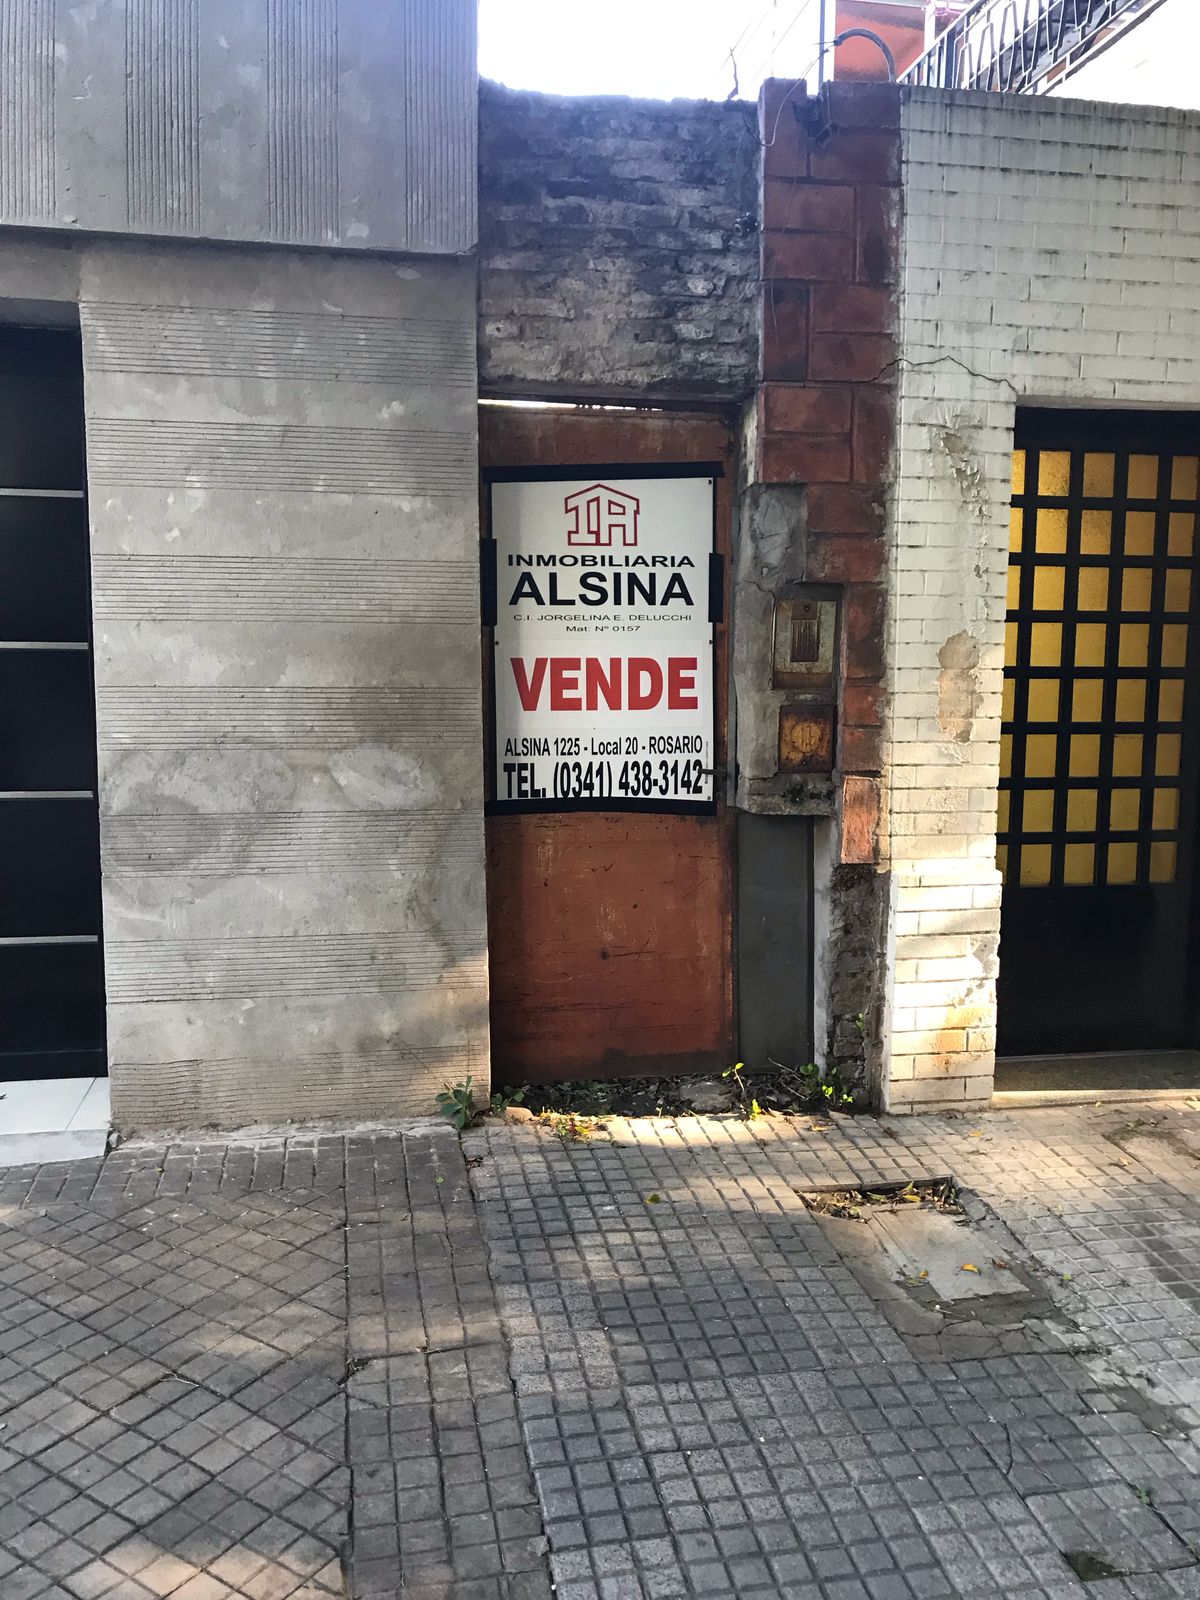 IA
INMOBILIARIA
ALSINA
C.I. JORGELINA E. DELUCCHI
Mat: Nº 0157
VENDE
ALSINA 1225 - Local 20 - ROSARIO
TEL. (0341) 438-3142